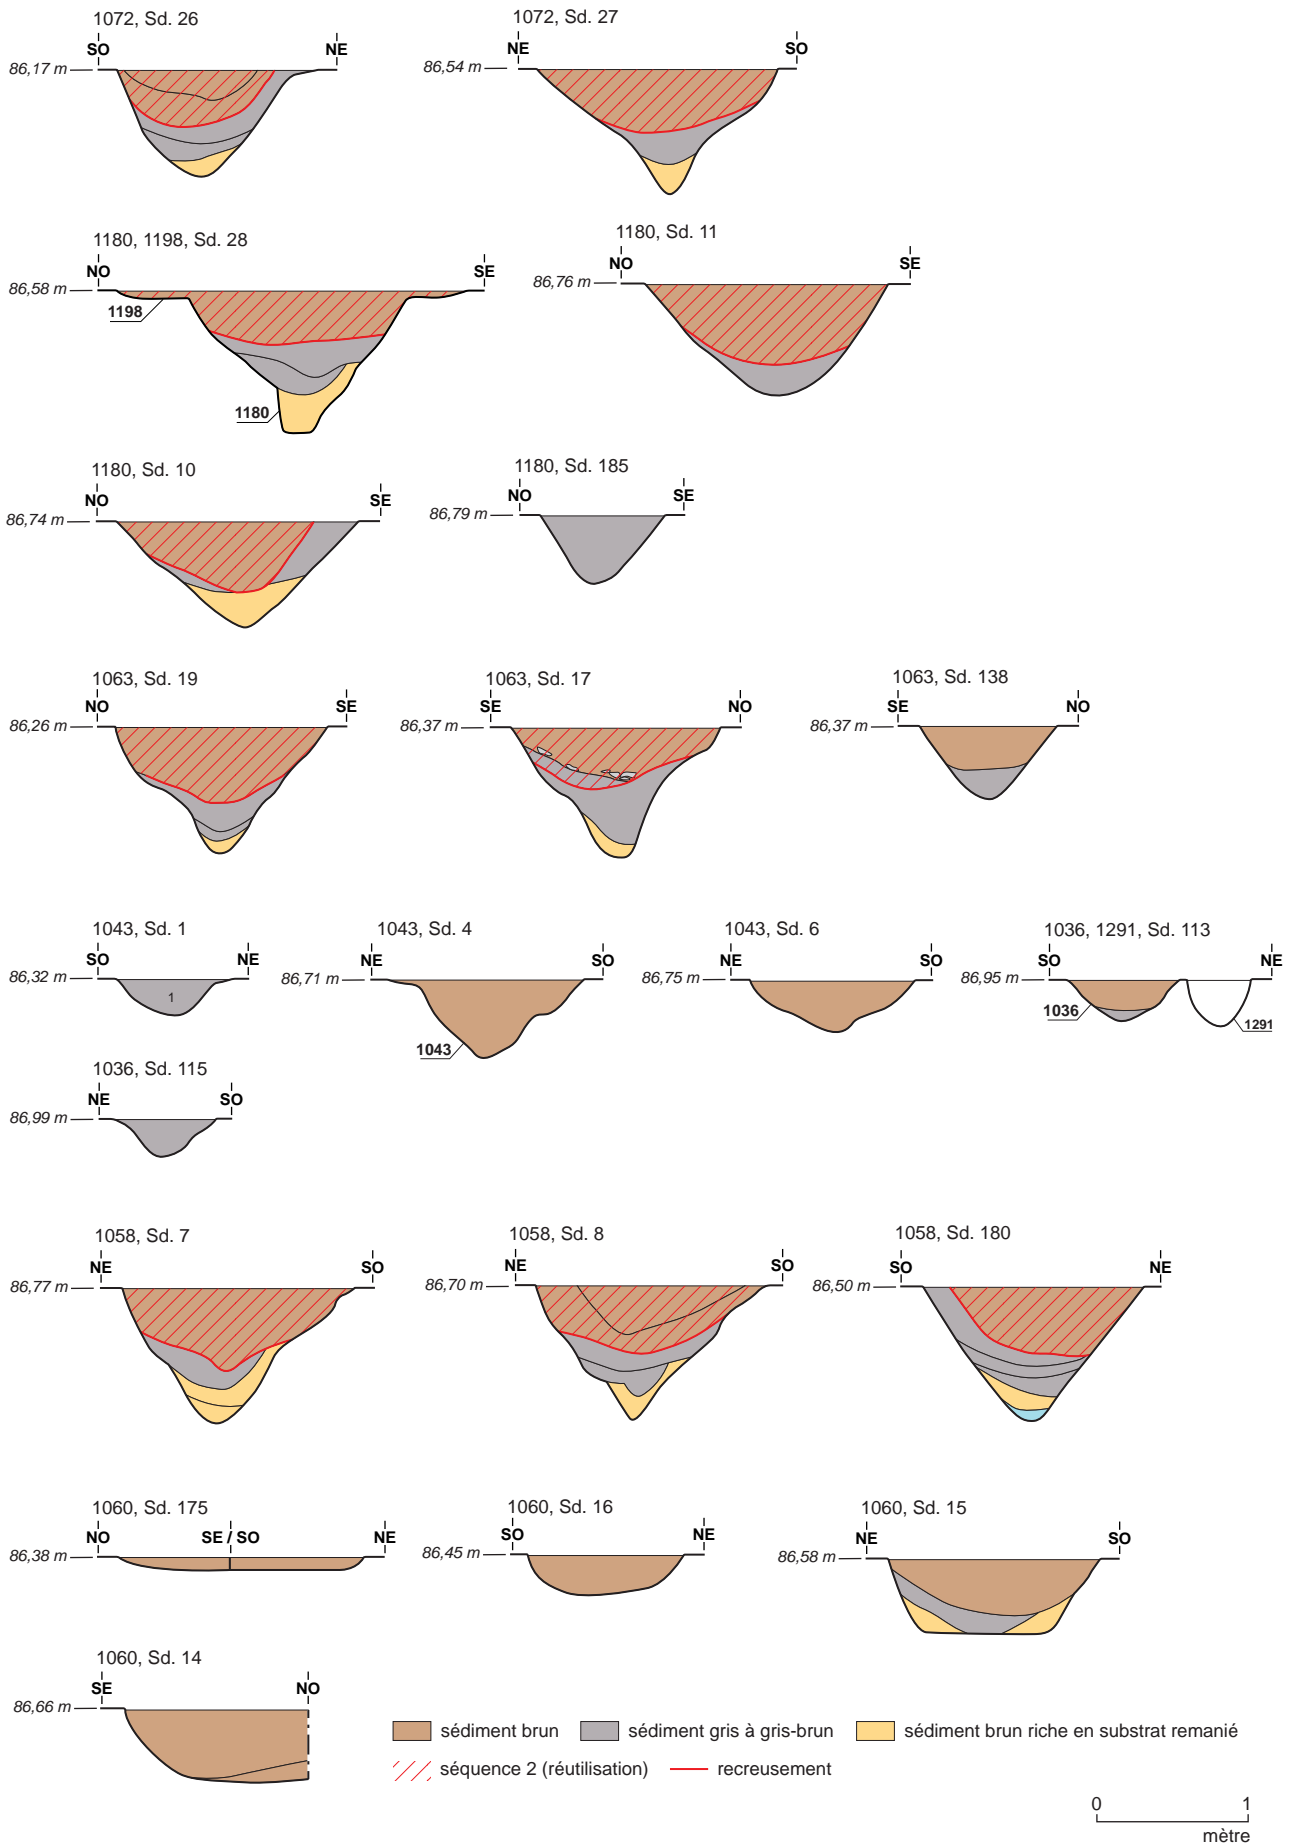 1072, Sd. 26
SO NE
86,17 m
1072, Sd. 27
NE SO
86,54 m
1180, 1198, Sd. 28
NO SE
86,58 m
1198
1180
1180, Sd. 11
NO SE
86,76 m
1180, Sd. 10
NO SE
86,74 m
1180, Sd. 185
NO SE
86,79 m
1063, Sd. 19
NO SE
86,26 m
1063, Sd. 17
SE NO
86,37 m
1063, Sd. 138
SE NO
86,37 m
1043, Sd. 1
SO NE
86,32 m
1
1043, Sd. 4
NE SO
86,71 m
1043
1043, Sd. 6
NE SO
86,75 m
1036, 1291, Sd. 113
SO NE
86,95 m
1036
1291
1036, Sd. 115
NE SO
86,99 m
1058, Sd. 7
NE SO
86,77 m
1058, Sd. 8
NE SO
86,70 m
1058, Sd. 180
SO NE
86,50 m
1060, Sd. 175
NO SE / SO NE
86,38 m
1060, Sd. 16
SO NE
86,45 m
1060, Sd. 15
NE SO
86,58 m
1060, Sd. 14
SE NO
86,66 m
sédiment brun sédiment gris à gris-brun sédiment brun riche en substrat remanié
séquence 2 (réutilisation) recreusement
0 1
mètre